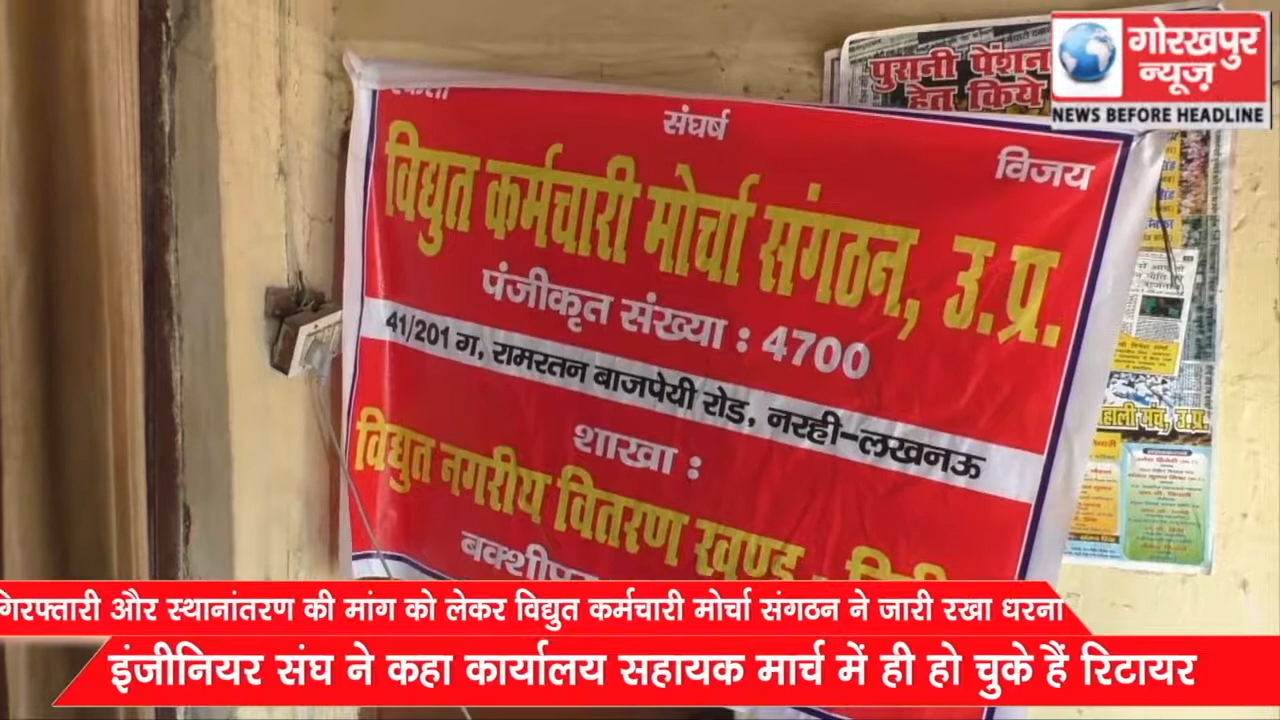 गोरखपुर
न्यूज़
NEWS BEFORE HEADLINE
पुरानी पेंशन
हेतु किये
संघर्ष
विजय
विद्युत कर्मचारी मोर्चा संगठन, उ.प्र.
पंजीकृत संख्या : 4700
41/201 ग, रामरतन बाजपेयी रोड, नरही-लखनऊ
शाखा :
विद्युत वितरण खण्ड
गिरफ्तारी और स्थानांतरण की मांग को लेकर विद्युत कर्मचारी मोर्चा संगठन ने जारी रखा धरना
इंजीनियर संघ ने कहा कार्यालय सहायक मार्च में ही हो चुके हैं रिटायर